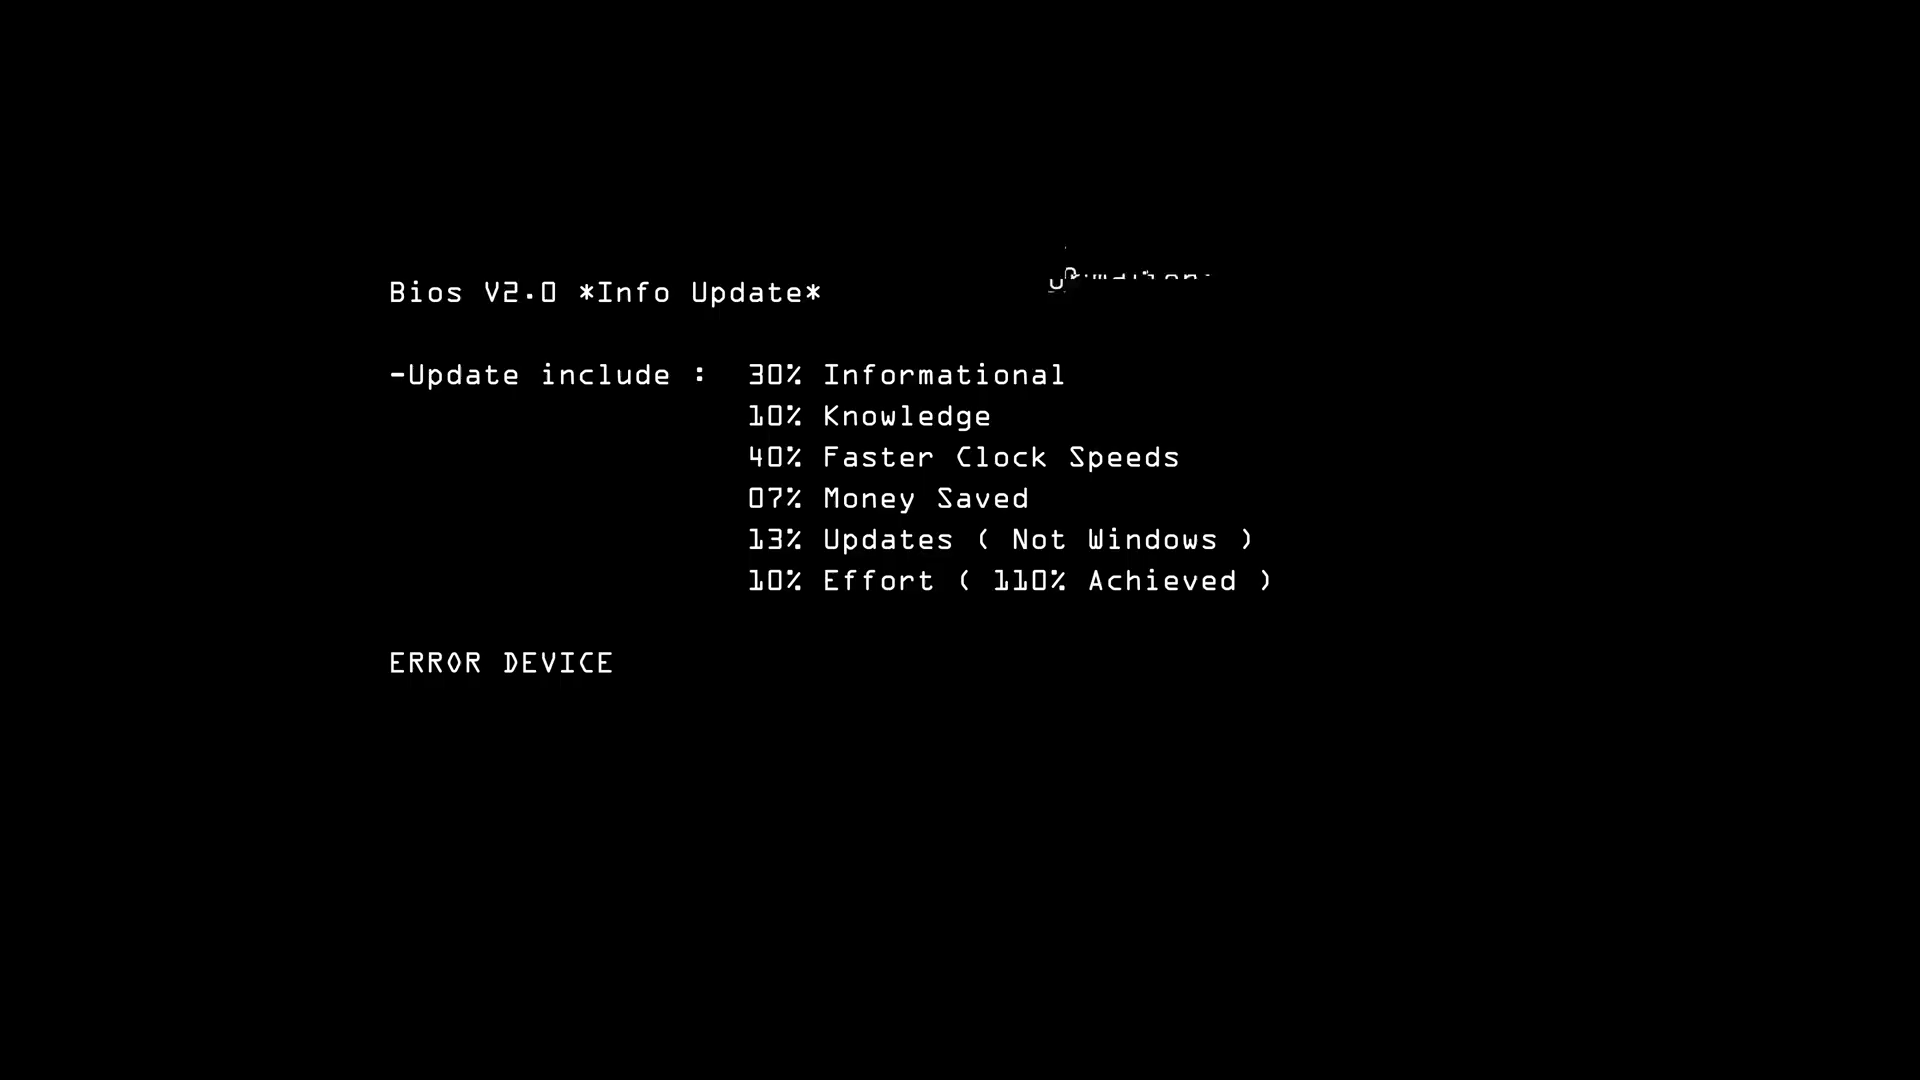 Bios V2.0 *Info Update*
-Update include : 30% Informational
10% Knowledge
40% Faster Clock Speeds
07% Money Saved
13% Updates ( Not Windows )
10% Effort ( 110% Achieved )
ERROR DEVICE